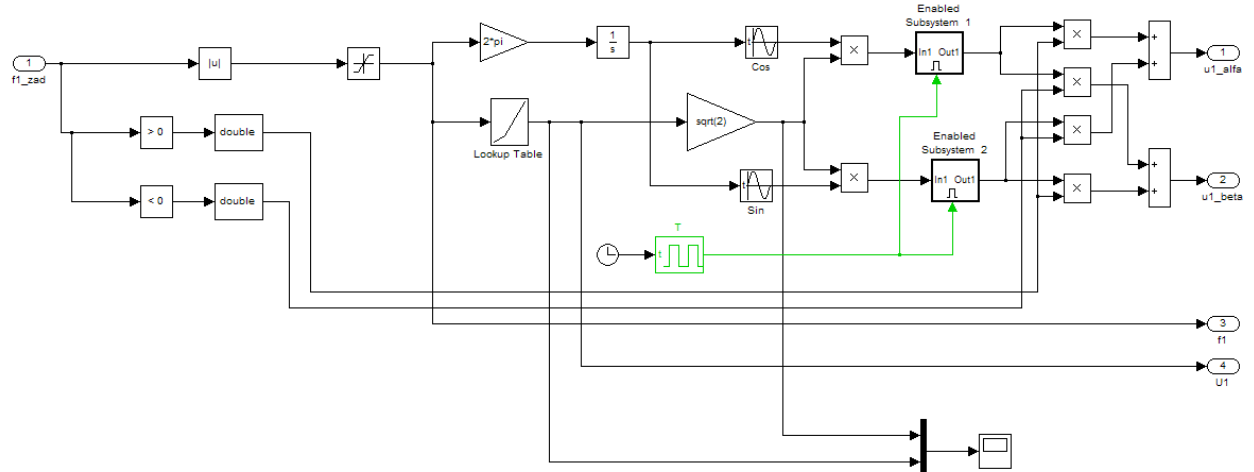 Enabled
Subsystem 1
2*pi
1
s
t
Cos
In1 Out1
×
×
+
+
1
u1_alfa
1
f1_zad
|u|
×
> 0
double
Lookup Table
sqrt(2)
Enabled
Subsystem 2
×
< 0
double
t
Sin
×
In1 Out1
×
+
+
2
u1_beta
T
t
3
f1
4
U1